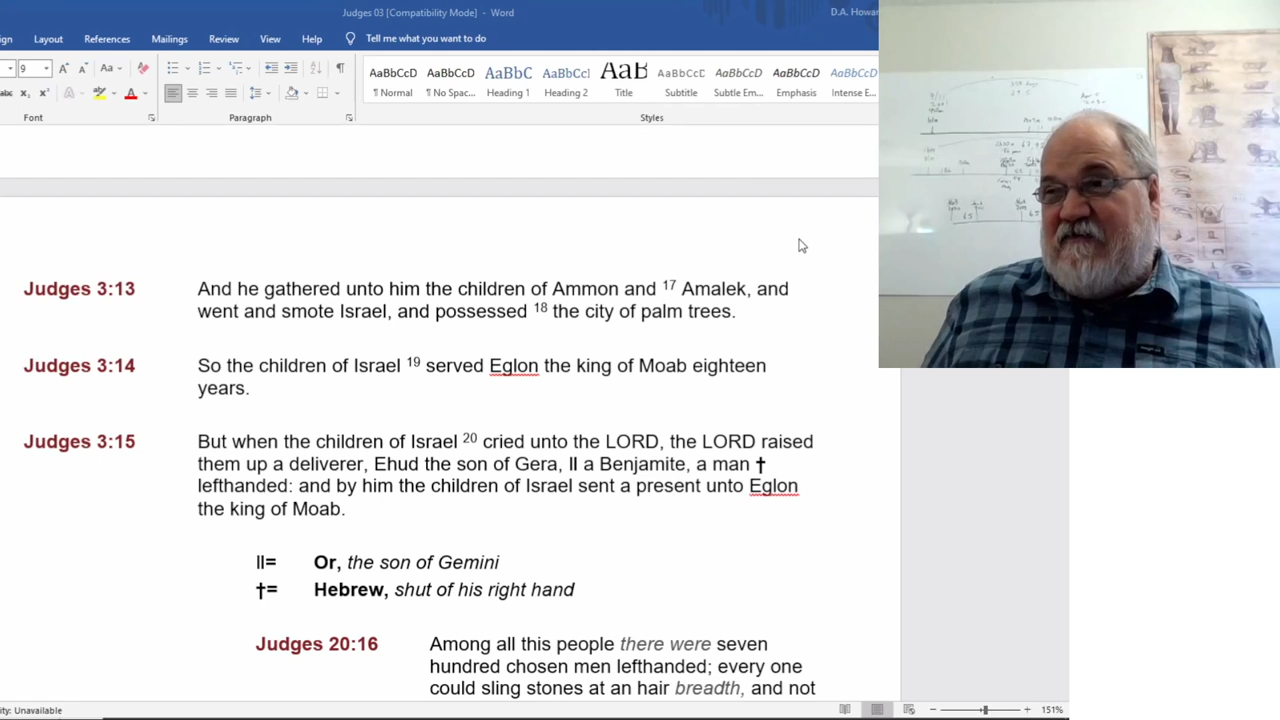 Judges 03 [Compatibility Mode] - Word
D.A. Howar
ign Layout References Mailings Review View Help Tell me what you want to do
9 Aa
AaBbCcD AaBbCcD AaBbC AaBbCcl AaB AaBbCcD AaBbCcD AaBbCcD AaBbCcD
abc x₂ x² A A
¶ Normal ¶ No Spac... Heading 1 Heading 2 Title Subtitle Subtle Em... Emphasis Intense E...
Font Paragraph Styles
Judges 3:13 And he gathered unto him the children of Ammon and 17 Amalek, and
went and smote Israel, and possessed 18 the city of palm trees.
Judges 3:14 So the children of Israel 19 served Eglon the king of Moab eighteen
years.
Judges 3:15 But when the children of Israel 20 cried unto the LORD, the LORD raised
them up a deliverer, Ehud the son of Gera, ǁ a Benjamite, a man †
lefthanded: and by him the children of Israel sent a present unto Eglon
the king of Moab.
ǁ= Or, the son of Gemini
†= Hebrew, shut of his right hand
Judges 20:16 Among all this people there were seven
hundred chosen men lefthanded; every one
could sling stones at an hair breadth, and not
ity: Unavailable
151%